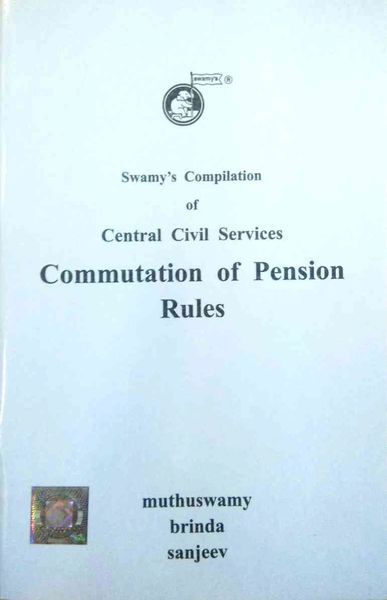 swamy's ®
Swamy's Compilation
of
Central Civil Services
Commutation of Pension
Rules
muthuswamy
brinda
sanjeev